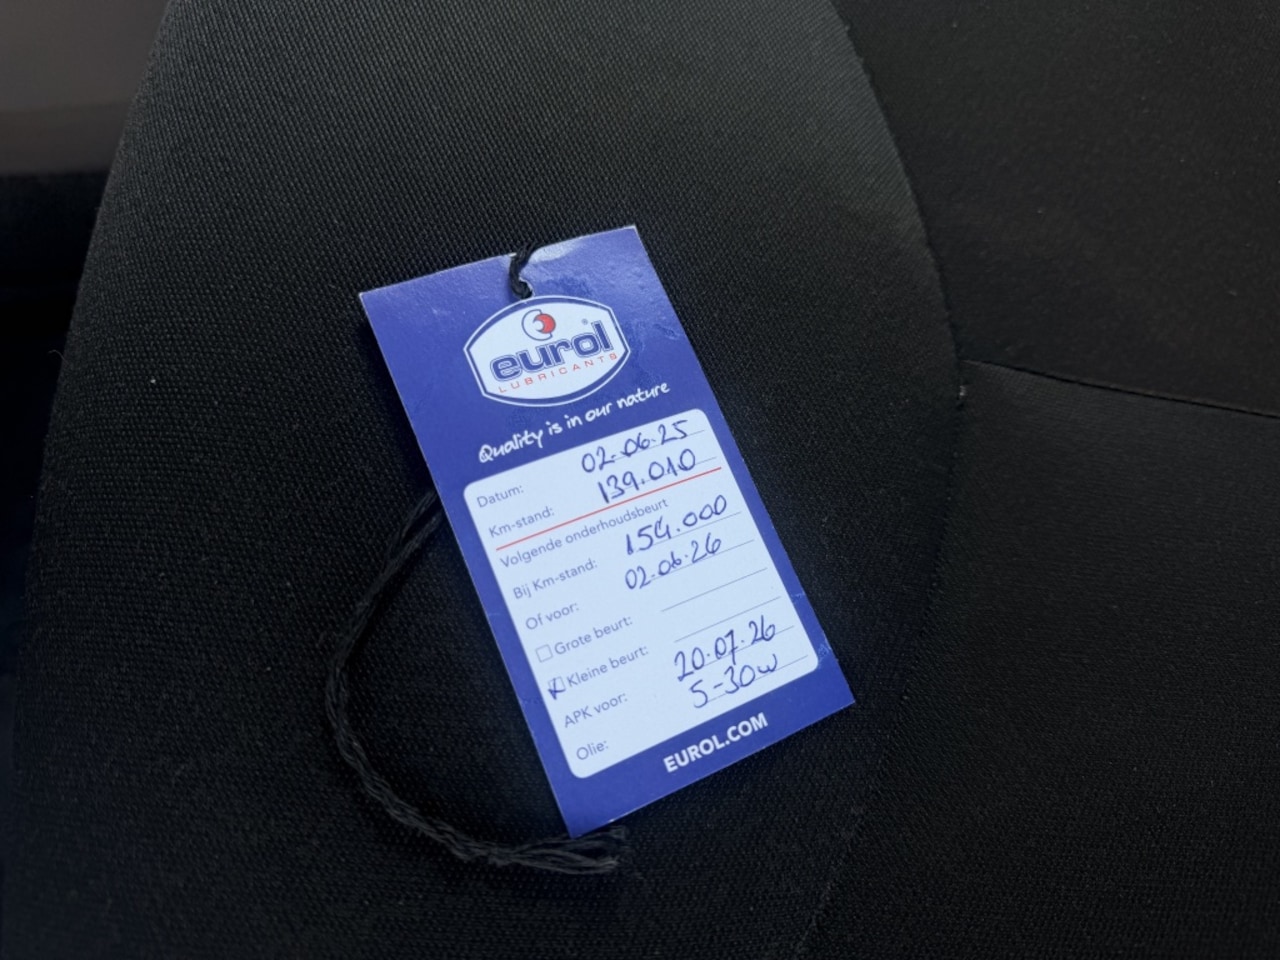 eurol®
LUBRICANTS
Quality is in our nature
Datum: 02.06.25
Km-stand: 139.010
Volgende onderhoudsbeurt
Bij Km-stand: 154.000
Of voor: 02.06.26
Grote beurt:
Kleine beurt:
APK voor: 20.07.26
Olie: 5-30w
EUROL.COM